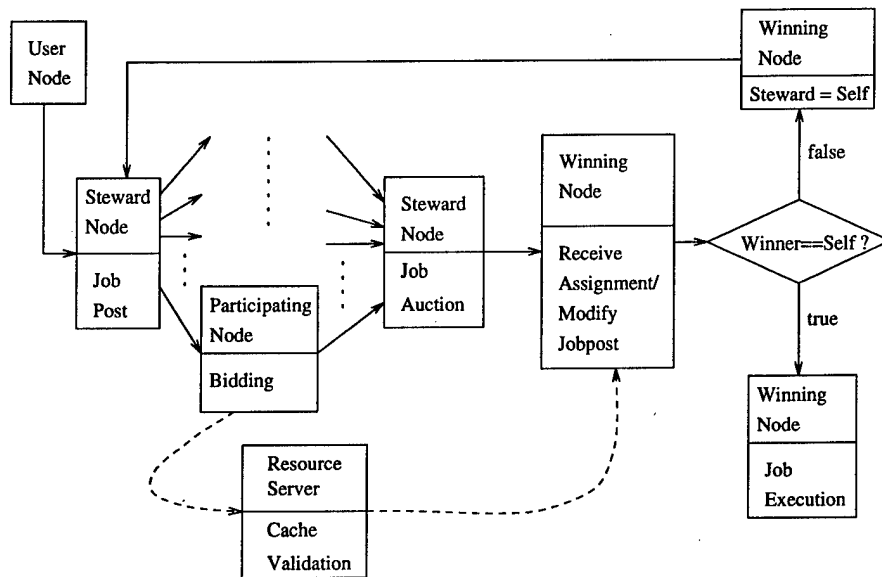 User
Node
Steward
Node
Job
Post
Participating
Node
Bidding
Resource
Server
Cache
Validation
Steward
Node
Job
Auction
Winning
Node
Receive
Assignment/
Modify
Jobpost
Winner==Self ?
false
Winning
Node
Steward = Self
true
Winning
Node
Job
Execution